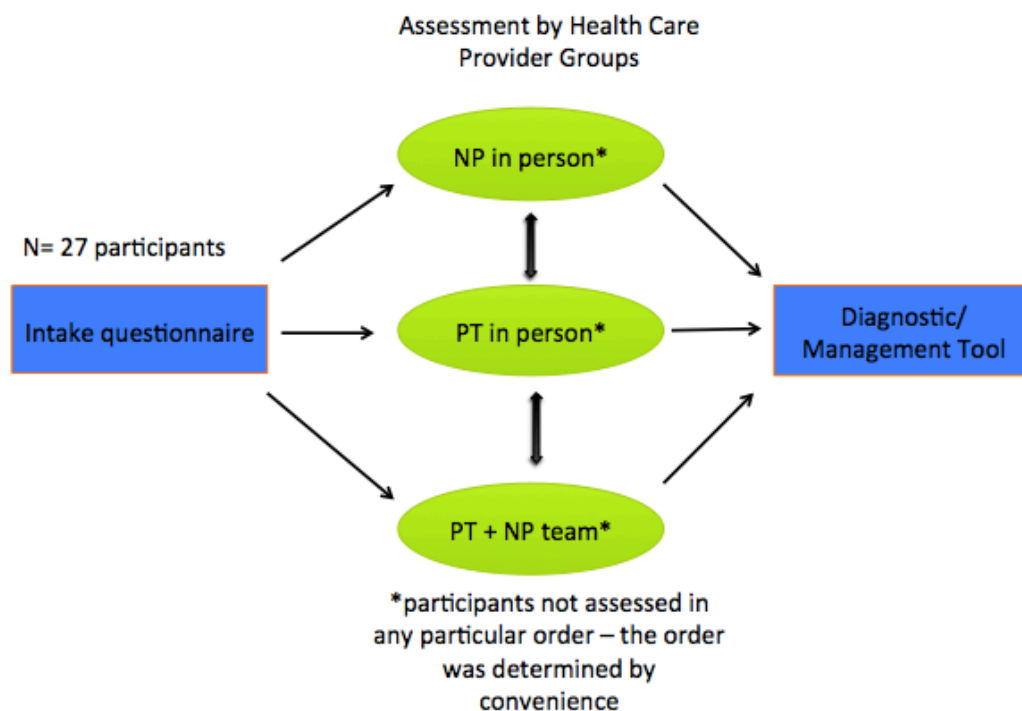 Assessment by Health Care
Provider Groups
NP in person*
N= 27 participants
Intake questionnaire
PT in person*
Diagnostic/
Management Tool
PT + NP team*
*participants not assessed in
any particular order – the order
was determined by
convenience